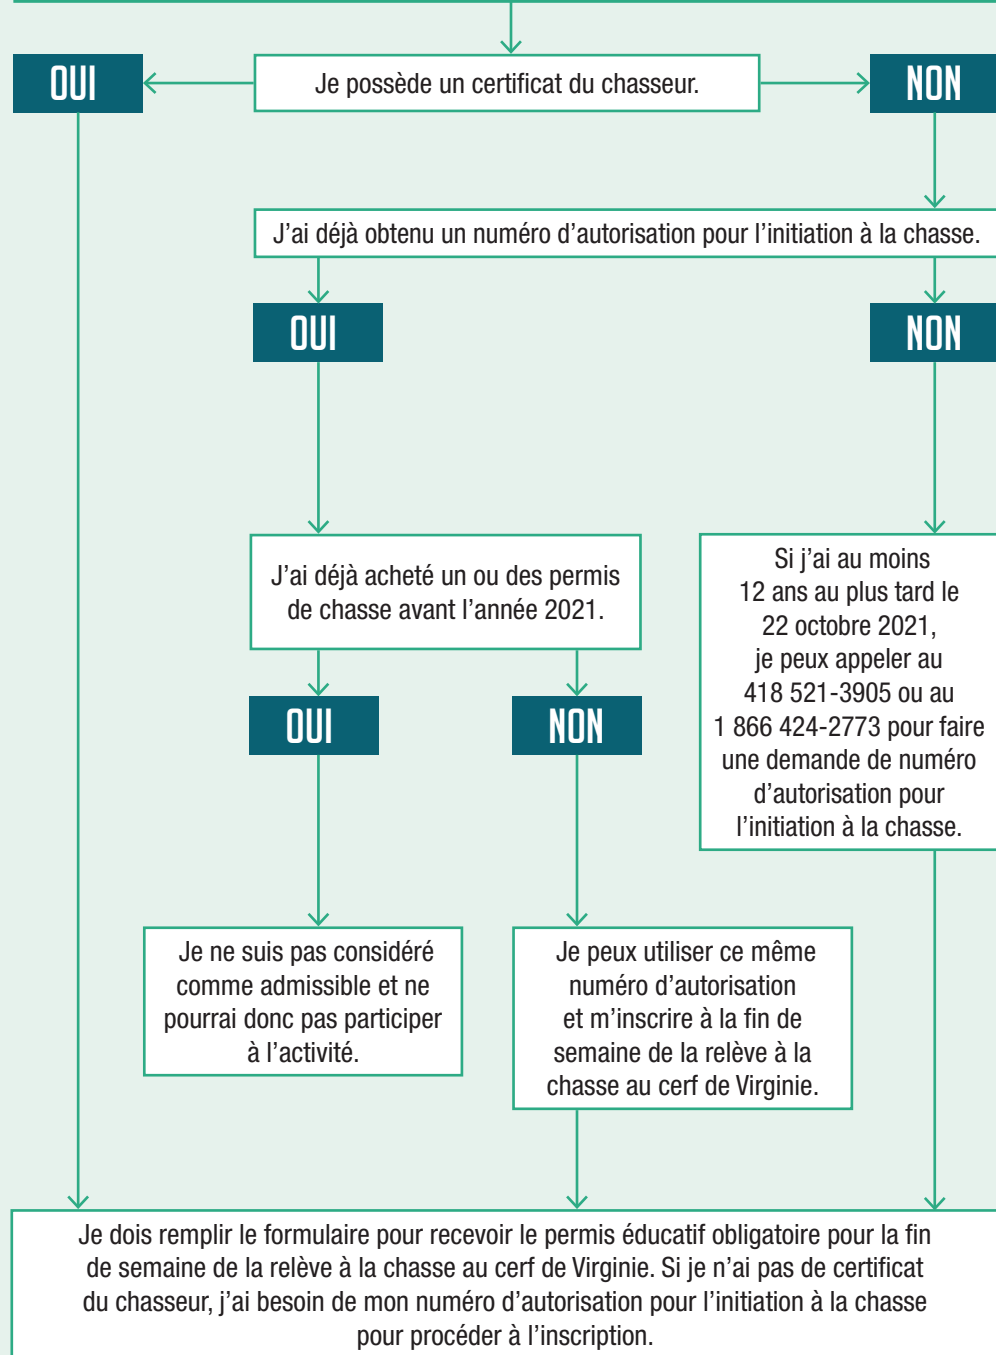 OUI
Je possède un certificat du chasseur.
NON
J’ai déjà obtenu un numéro d’autorisation pour l’initiation à la chasse.
OUI
NON
J’ai déjà acheté un ou des permis
de chasse avant l’année 2021.
Si j’ai au moins
12 ans au plus tard le
22 octobre 2021,
je peux appeler au
418 521-3905 ou au
1 866 424-2773 pour faire
une demande de numéro
d’autorisation pour
l’initiation à la chasse.
OUI
NON
Je ne suis pas considéré
comme admissible et ne
pourrai donc pas participer
à l’activité.
Je peux utiliser ce même
numéro d’autorisation
et m’inscrire à la fin de
semaine de la relève à la
chasse au cerf de Virginie.
Je dois remplir le formulaire pour recevoir le permis éducatif obligatoire pour la fin
de semaine de la relève à la chasse au cerf de Virginie. Si je n’ai pas de certificat
du chasseur, j’ai besoin de mon numéro d’autorisation pour l’initiation à la chasse
pour procéder à l’inscription.